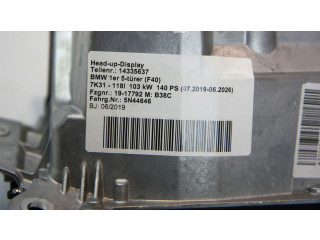 Head-up-Display
Teilenr.: 14335637
BMW 1er 5-türer (F40)
7K31 - 118i 103 kW 140 PS (07.2019-06.2026)
Fzgnr.: 19-17792 M: B38C
Fahrg.Nr.: 5N44646
BJ: 06/2019